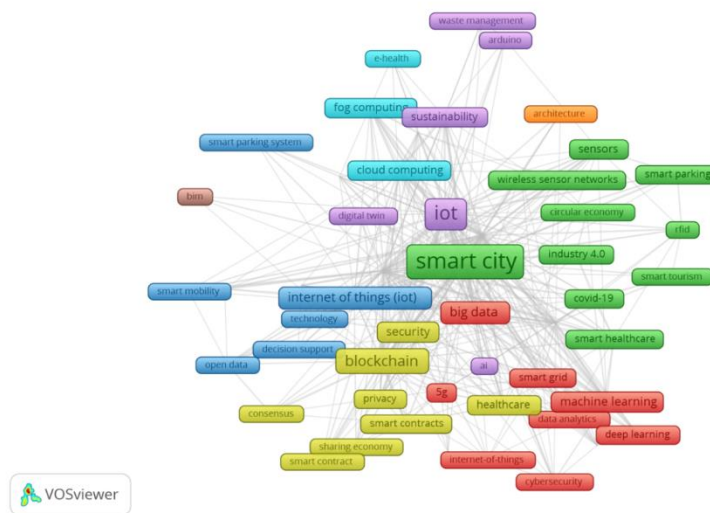 waste management
arduino
e-health
fog computing
sustainability
architecture
smart parking system
sensors
cloud computing
wireless sensor networks
smart parking
bim
digital twin
iot
circular economy
rfid
smart city
industry 4.0
smart tourism
smart mobility
internet of things (iot)
covid-19
technology
big data
security
smart healthcare
decision support
open data
blockchain
ai
smart grid
privacy
5g
healthcare
machine learning
consensus
smart contracts
data analytics
deep learning
sharing economy
smart contract
internet-of-things
cybersecurity
VOSviewer